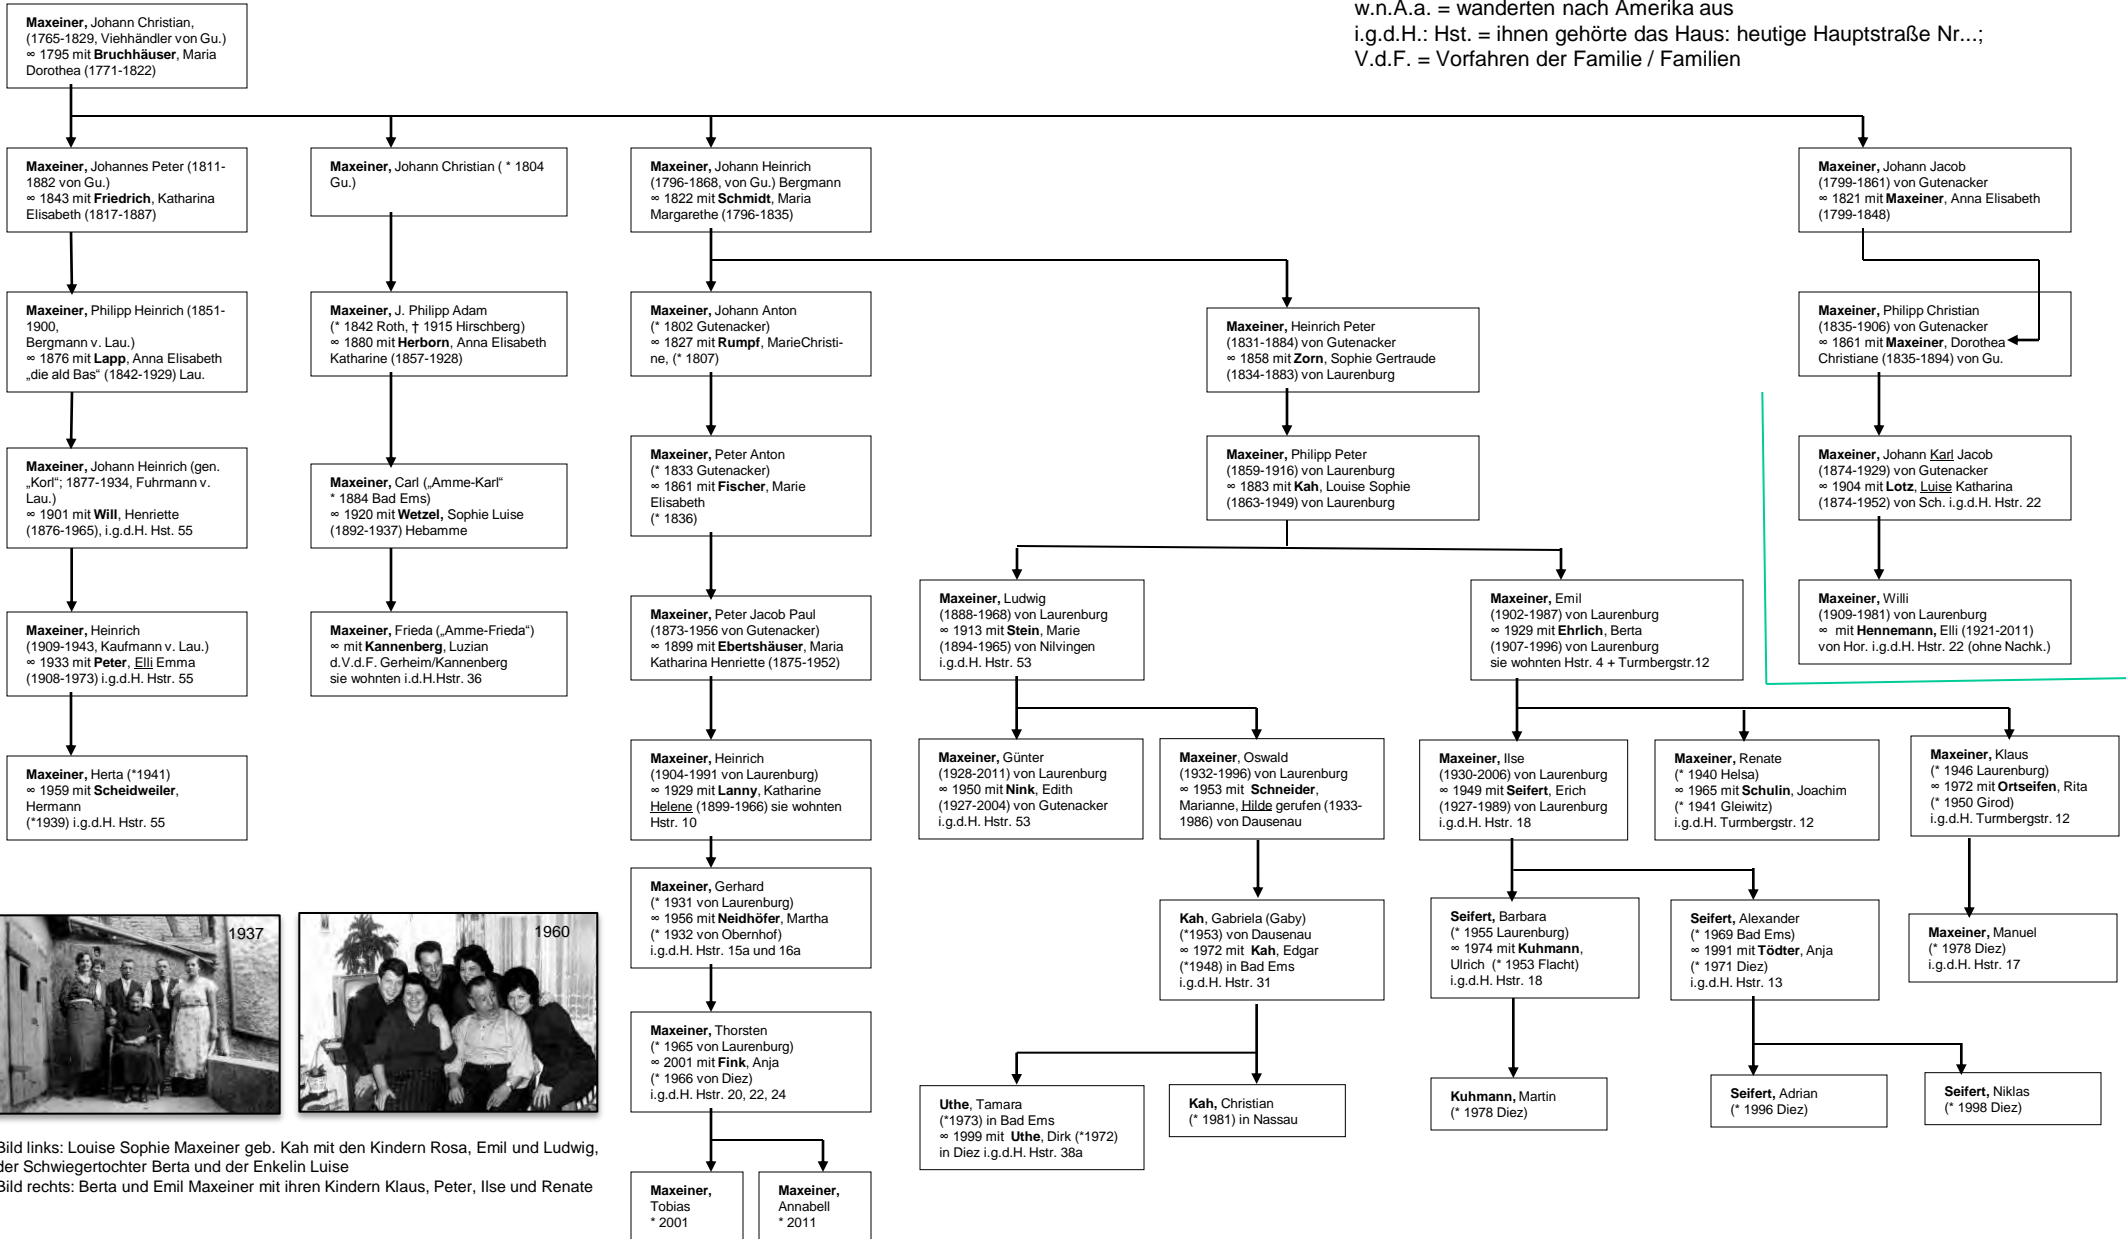 w.n.A.a. = wanderten nach Amerika aus
i.g.d.H.: Hst. = ihnen gehörte das Haus: heutige Hauptstraße Nr...;
V.d.F. = Vorfahren der Familie / Familien
Maxeiner, Johann Christian,
(1765-1829, Viehhändler von Gu.)
∞ 1795 mit Bruchhäuser, Maria
Dorothea (1771-1822)
Maxeiner, Johannes Peter (1811-
1882 von Gu.)
∞ 1843 mit Friedrich, Katharina
Elisabeth (1817-1887)
Maxeiner, Johann Christian ( * 1804
Gu.)
Maxeiner, Johann Heinrich
(1796-1868, von Gu.) Bergmann
∞ 1822 mit Schmidt, Maria
Margarethe (1796-1835)
Maxeiner, Johann Jacob
(1799-1861) von Gutenacker
∞ 1821 mit Maxeiner, Anna Elisabeth
(1799-1848)
Maxeiner, Philipp Heinrich (1851-
1900,
Bergmann v. Lau.)
∞ 1876 mit Lapp, Anna Elisabeth
„die ald Bas“ (1842-1929) Lau.
Maxeiner, J. Philipp Adam
(* 1842 Roth, † 1915 Hirschberg)
∞ 1880 mit Herborn, Anna Elisabeth
Katharine (1857-1928)
Maxeiner, Johann Anton
(* 1802 Gutenacker)
∞ 1827 mit Rumpf, MarieChristi-
ne, (* 1807)
Maxeiner, Heinrich Peter
(1831-1884) von Gutenacker
∞ 1858 mit Zorn, Sophie Gertraude
(1834-1883) von Laurenburg
Maxeiner, Philipp Christian
(1835-1906) von Gutenacker
∞ 1861 mit Maxeiner, Dorothea
Christiane (1835-1894) von Gu.
Maxeiner, Johann Heinrich (gen.
„Korl“; 1877-1934, Fuhrmann v.
Lau.)
∞ 1901 mit Will, Henriette
(1876-1965), i.g.d.H. Hst. 55
Maxeiner, Carl („Amme-Karl“
* 1884 Bad Ems)
∞ 1920 mit Wetzel, Sophie Luise
(1892-1937) Hebamme
Maxeiner, Peter Anton
(* 1833 Gutenacker)
∞ 1861 mit Fischer, Marie
Elisabeth
(* 1836)
Maxeiner, Philipp Peter
(1859-1916) von Laurenburg
∞ 1883 mit Kah, Louise Sophie
(1863-1949) von Laurenburg
Maxeiner, Johann Karl Jacob
(1874-1929) von Gutenacker
∞ 1904 mit Lotz, Luise Katharina
(1874-1952) von Sch. i.g.d.H. Hstr. 22
Maxeiner, Heinrich
(1909-1943, Kaufmann v. Lau.)
∞ 1933 mit Peter, Elli Emma
(1908-1973) i.g.d.H. Hstr. 55
Maxeiner, Frieda („Amme-Frieda“)
∞ mit Kannenberg, Luzian
d.V.d.F. Gerheim/Kannenberg
sie wohnten i.d.H.Hstr. 36
Maxeiner, Peter Jacob Paul
(1873-1956 von Gutenacker)
∞ 1899 mit Ebertshäuser, Maria
Katharina Henriette (1875-1952)
Maxeiner, Ludwig
(1888-1968) von Laurenburg
∞ 1913 mit Stein, Marie
(1894-1965) von Nilvingen
i.g.d.H. Hstr. 53
Maxeiner, Emil
(1902-1987) von Laurenburg
∞ 1929 mit Ehrlich, Berta
(1907-1996) von Laurenburg
sie wohnten Hstr. 4 + Turmbergstr.12
Maxeiner, Willi
(1909-1981) von Laurenburg
∞ mit Hennemann, Elli (1921-2011)
von Hor. i.g.d.H. Hstr. 22 (ohne Nachk.)
Maxeiner, Herta (*1941)
∞ 1959 mit Scheidweiler,
Hermann
(*1939) i.g.d.H. Hstr. 55
Maxeiner, Heinrich
(1904-1991 von Laurenburg)
∞ 1929 mit Lanny, Katharine
Helene (1899-1966) sie wohnten
Hstr. 10
Maxeiner, Günter
(1928-2011) von Laurenburg
∞ 1950 mit Nink, Edith
(1927-2004) von Gutenacker
i.g.d.H. Hstr. 53
Maxeiner, Oswald
(1932-1996) von Laurenburg
∞ 1953 mit Schneider,
Marianne, Hilde gerufen (1933-
1986) von Dausenau
Maxeiner, Ilse
(1930-2006) von Laurenburg
∞ 1949 mit Seifert, Erich
(1927-1989) von Laurenburg
i.g.d.H. Hstr. 18
Maxeiner, Renate
(* 1940 Helsa)
∞ 1965 mit Schulin, Joachim
(* 1941 Gleiwitz)
i.g.d.H. Turmbergstr. 12
Maxeiner, Klaus
(* 1946 Laurenburg)
∞ 1972 mit Ortseifen, Rita
(* 1950 Girod)
i.g.d.H. Turmbergstr. 12
Maxeiner, Gerhard
(* 1931 von Laurenburg)
∞ 1956 mit Neidhöfer, Martha
(* 1932 von Obernhof)
i.g.d.H. Hstr. 15a und 16a
Kah, Gabriela (Gaby)
(*1953) von Dausenau
∞ 1972 mit Kah, Edgar
(*1948) in Bad Ems
i.g.d.H. Hstr. 31
Seifert, Barbara
(* 1955 Laurenburg)
∞ 1974 mit Kuhmann,
Ulrich (* 1953 Flacht)
i.g.d.H. Hstr. 18
Seifert, Alexander
(* 1969 Bad Ems)
∞ 1991 mit Tödter, Anja
(* 1971 Diez)
i.g.d.H. Hstr. 13
Maxeiner, Manuel
(* 1978 Diez)
i.g.d.H. Hstr. 17
1937
1960
Maxeiner, Thorsten
(* 1965 von Laurenburg)
∞ 2001 mit Fink, Anja
(* 1966 von Diez)
i.g.d.H. Hstr. 20, 22, 24
Uthe, Tamara
(*1973) in Bad Ems
∞ 1999 mit Uthe, Dirk (*1972)
in Diez i.g.d.H. Hstr. 38a
Kah, Christian
(* 1981) in Nassau
Kuhmann, Martin
(* 1978 Diez)
Seifert, Adrian
(* 1996 Diez)
Seifert, Niklas
(* 1998 Diez)
Bild links: Louise Sophie Maxeiner geb. Kah mit den Kindern Rosa, Emil und Ludwig,
der Schwiegertochter Berta und der Enkelin Luise
Bild rechts: Berta und Emil Maxeiner mit ihren Kindern Klaus, Peter, Ilse und Renate
Maxeiner,
Tobias
* 2001
Maxeiner,
Annabell
* 2011